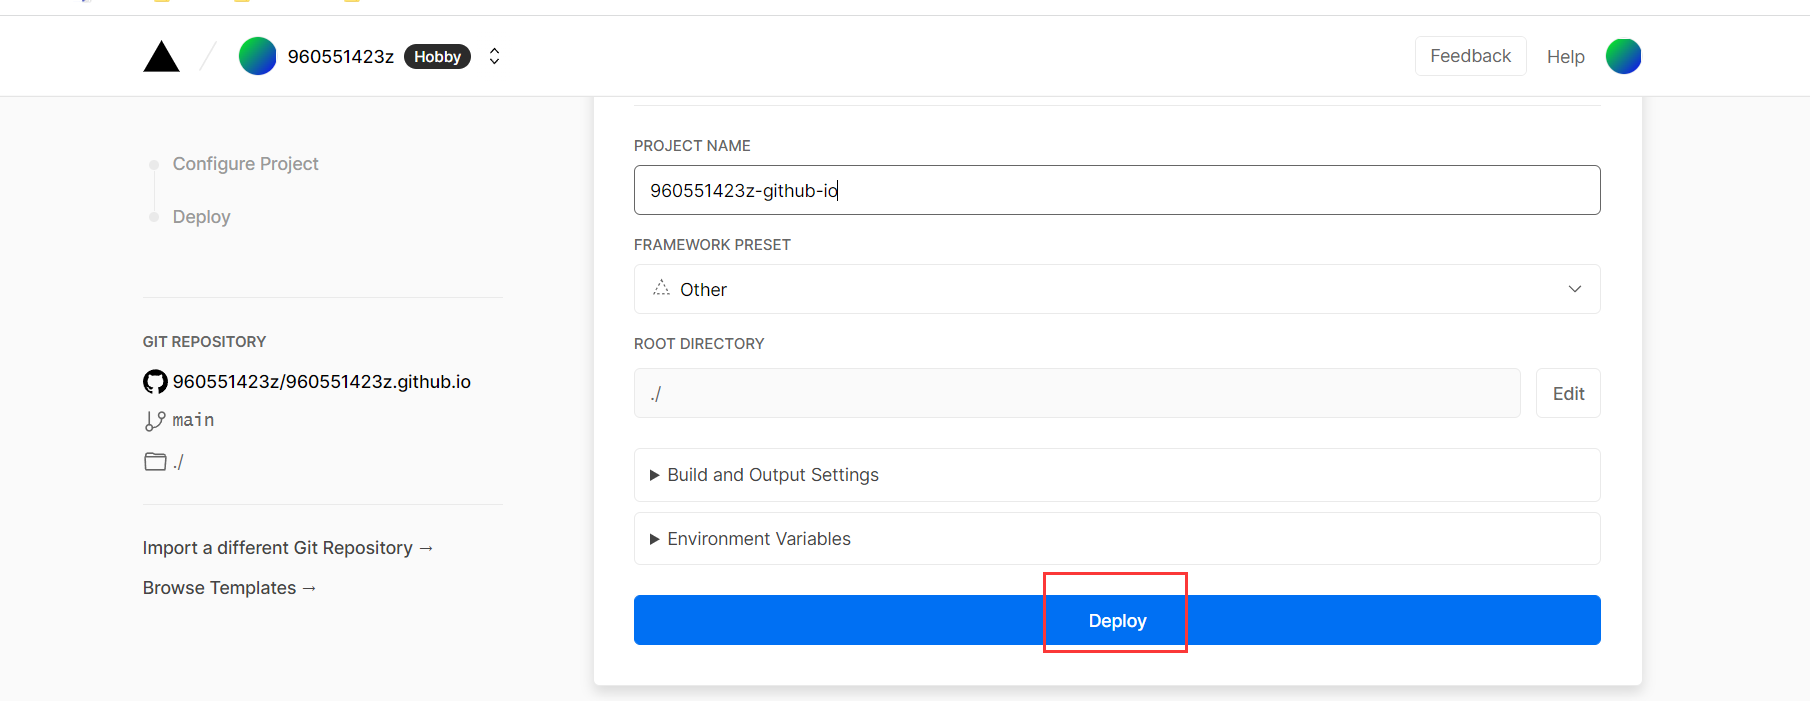 960551423z Hobby
Feedback Help
Configure Project
Deploy
GIT REPOSITORY
960551423z/960551423z.github.io
main
./
Import a different Git Repository →
Browse Templates →
PROJECT NAME
960551423z-github-io
FRAMEWORK PRESET
Other
ROOT DIRECTORY
./ Edit
Build and Output Settings
Environment Variables
Deploy